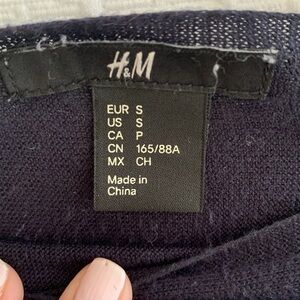 H&M
EUR S
US S
CA P
CN 165/88A
MX CH
Made in
China